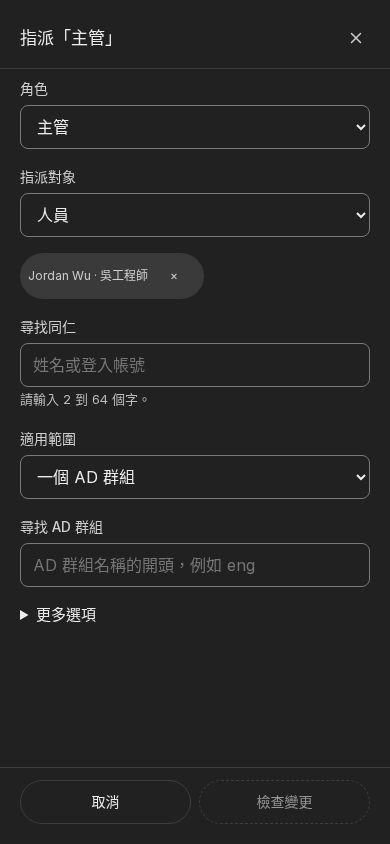 指派「主管」
×
角色
主管
指派對象
人員
Jordan Wu · 吳工程師 ×
尋找同仁
姓名或登入帳號
請輸入 2 到 64 個字。
適用範圍
一個 AD 群組
尋找 AD 群組
AD 群組名稱的開頭，例如 eng
▶ 更多選項
取消
檢查變更